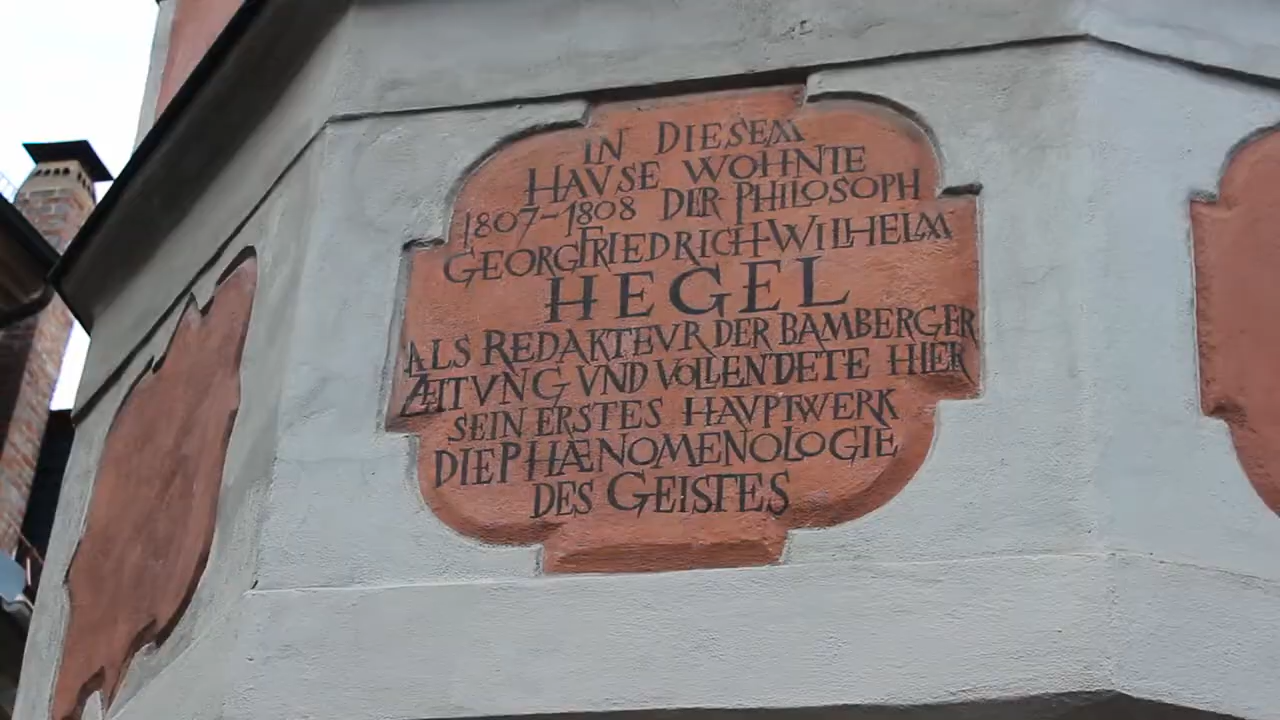 IN DIESEM
HAVSE WOHNTE
1807-1808 DER PHILOSOPH
GEORG FRIEDRICH WILHELM
HEGEL
ALS REDAKTEVR DER BAMBERGER
ZEITVNG VND VOLLENDETE HIER
SEIN ERSTES HAVPTWERK
DIE PHÆNOMENOLOGIE
DES GEISTES